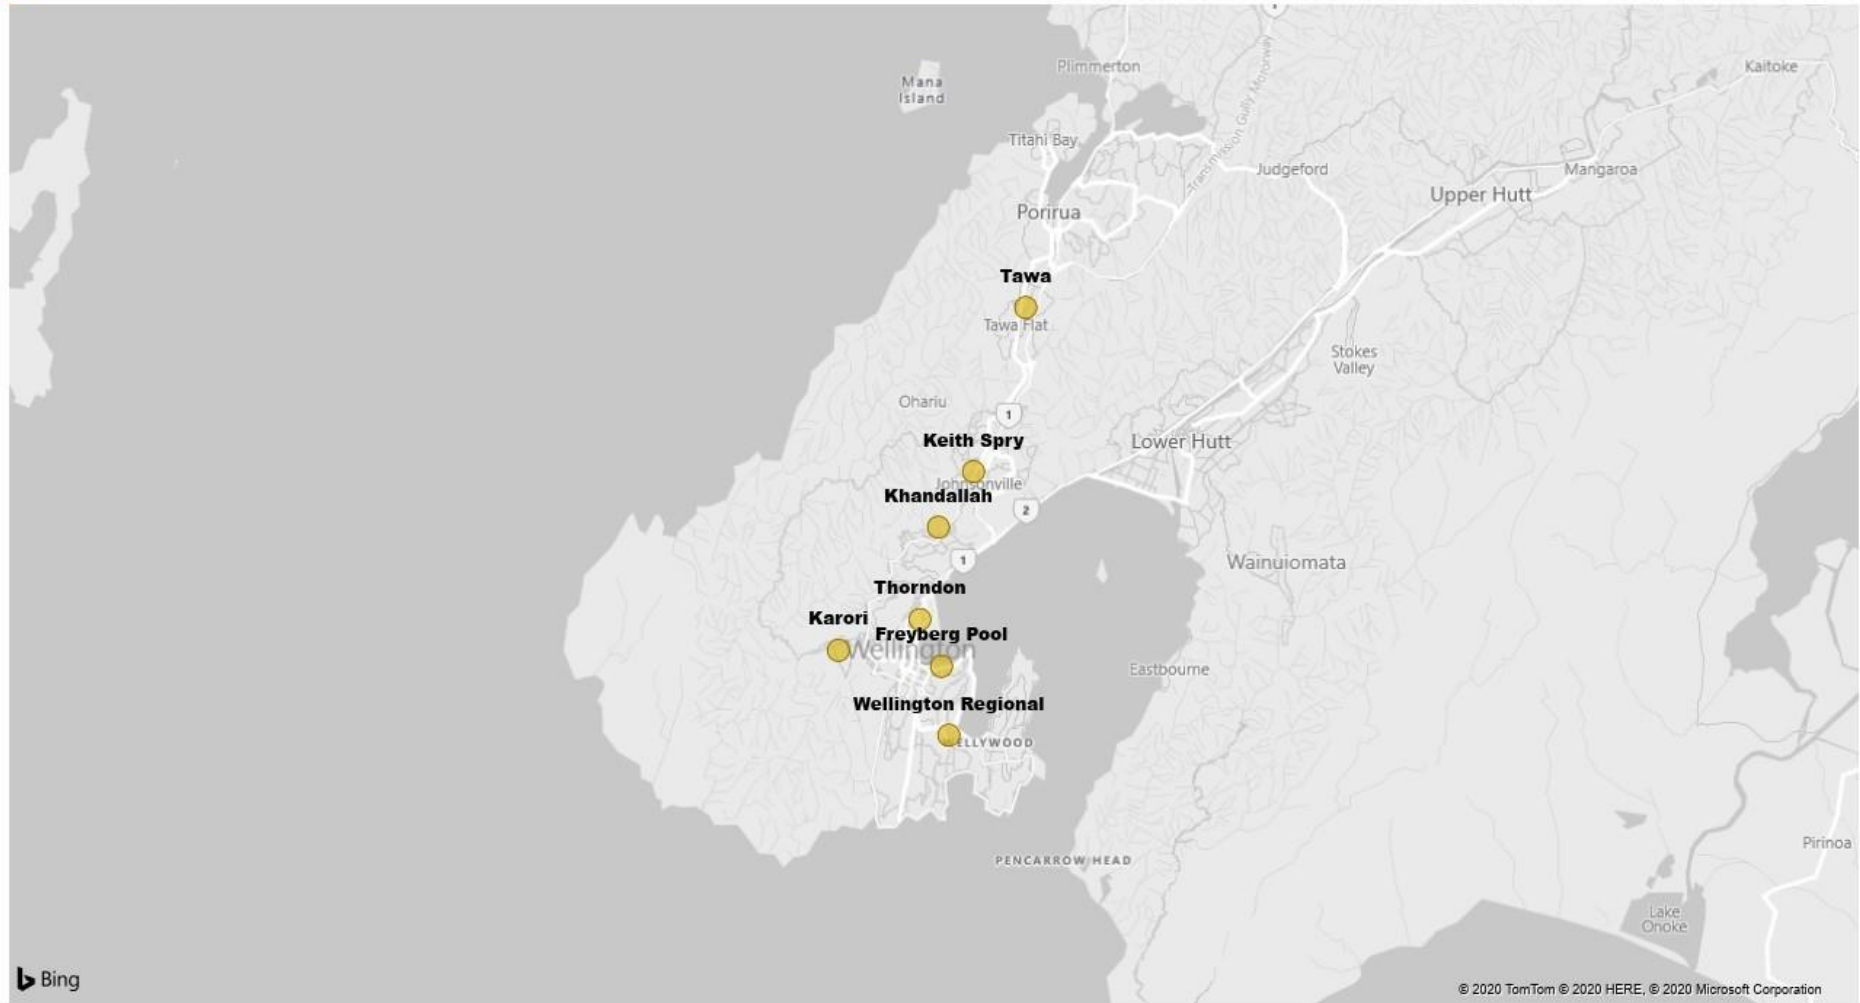 1
Plimmerton
Kaitoke
Mana
Island
Transmission Gully Motorway
Titahi Bay
Judgeford
Mangaroa
Upper Hutt
Porirua
Tawa
Tawa Flat
Stokes
Valley
Ohariu
1
Keith Spry
Lower Hutt
Johnsonville
Khandallah
2
1
Wainuiomata
Thorndon
Karori
Freyberg Pool
Wellington
Eastbourne
Wellington Regional
WELLYWOOD
Pirinoa
PENCARROW HEAD
Lake
Onoke
Bing
© 2020 TomTom © 2020 HERE, © 2020 Microsoft Corporation